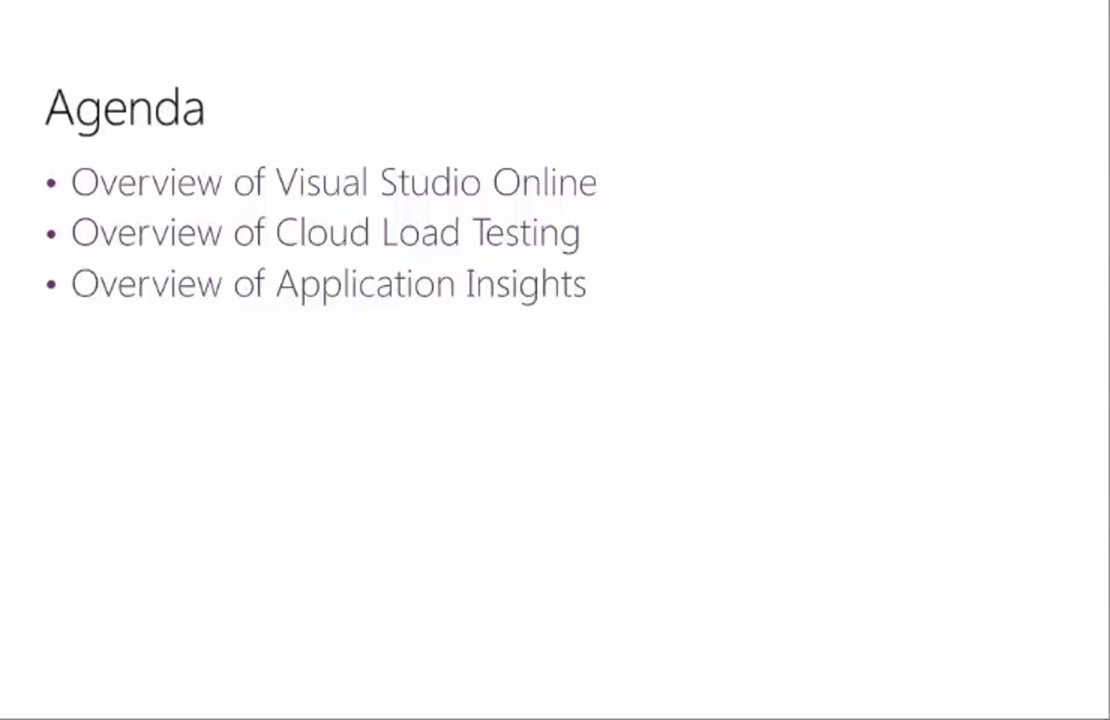 Agenda
• Overview of Visual Studio Online
• Overview of Cloud Load Testing
• Overview of Application Insights